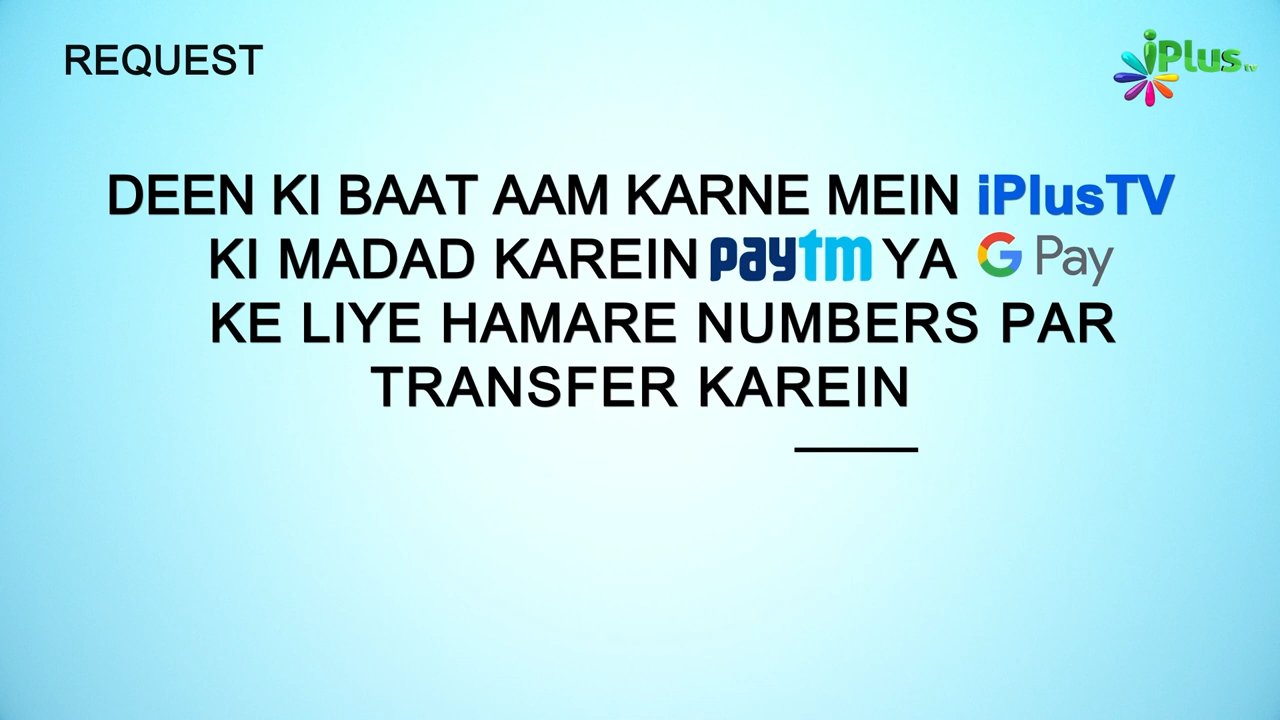 REQUEST
iPlus tv
DEEN KI BAAT AAM KARNE MEIN iPlusTV
KI MADAD KAREIN paytm YA G Pay
KE LIYE HAMARE NUMBERS PAR
TRANSFER KAREIN